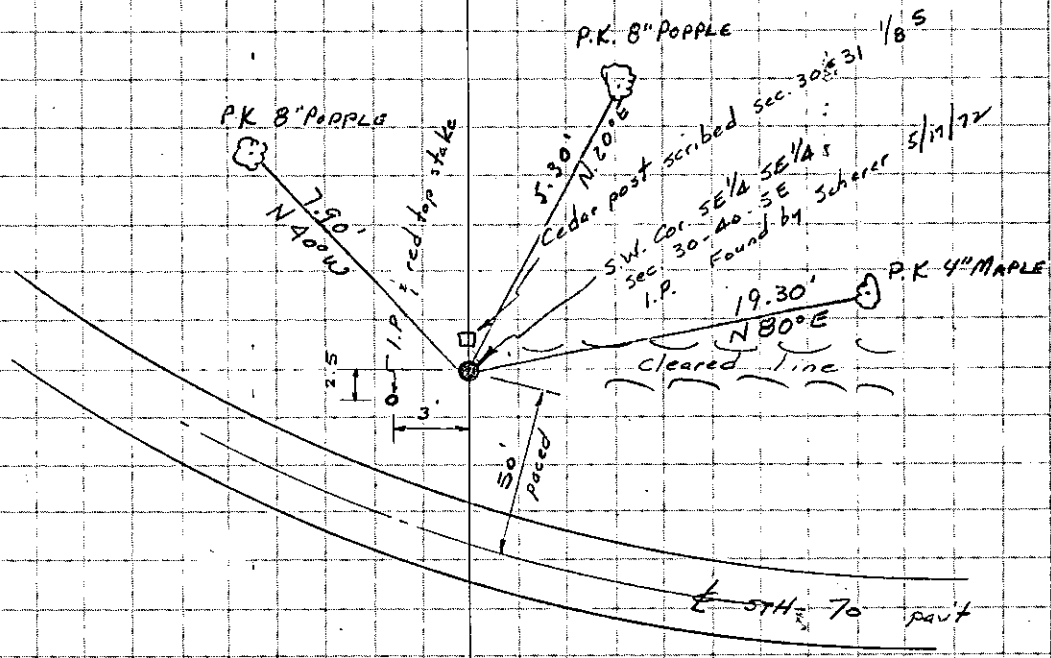 P.K. 8" POPPLE
P.K 8" POPPLE
7.90'
N 40° W
I.P. & red top stake
5.30'
N. 20° E
Cedar post scribed sec. 30 & 31 1/8 S
S.W. Cor. SE 1/4 SE 1/4 S
sec. 30-40-5E
I.P. Found by Scherer 5/17/72
P.K 4" MAPLE
19.30'
N 80° E
Cleared line
2.5
3'
50'
paced
℄ STH 70 pav't